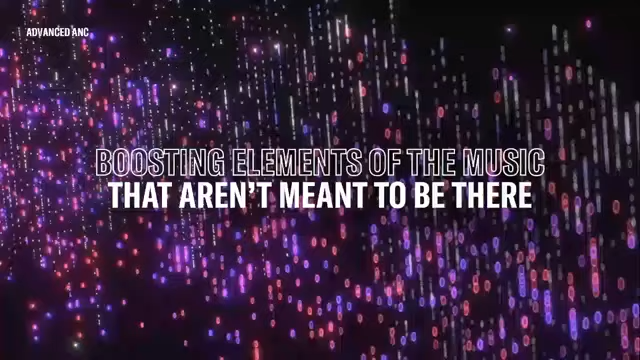 ADVANCED ANC
BOOSTING ELEMENTS OF THE MUSIC
THAT AREN'T MEANT TO BE THERE